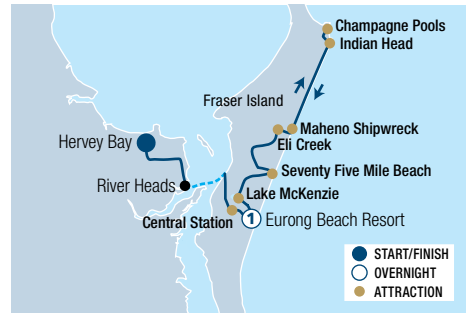 Champagne Pools
Indian Head
Fraser Island
Maheno Shipwreck
Eli Creek
Hervey Bay
Seventy Five Mile Beach
River Heads
Lake McKenzie
Central Station
1
Eurong Beach Resort
START/FINISH
OVERNIGHT
ATTRACTION